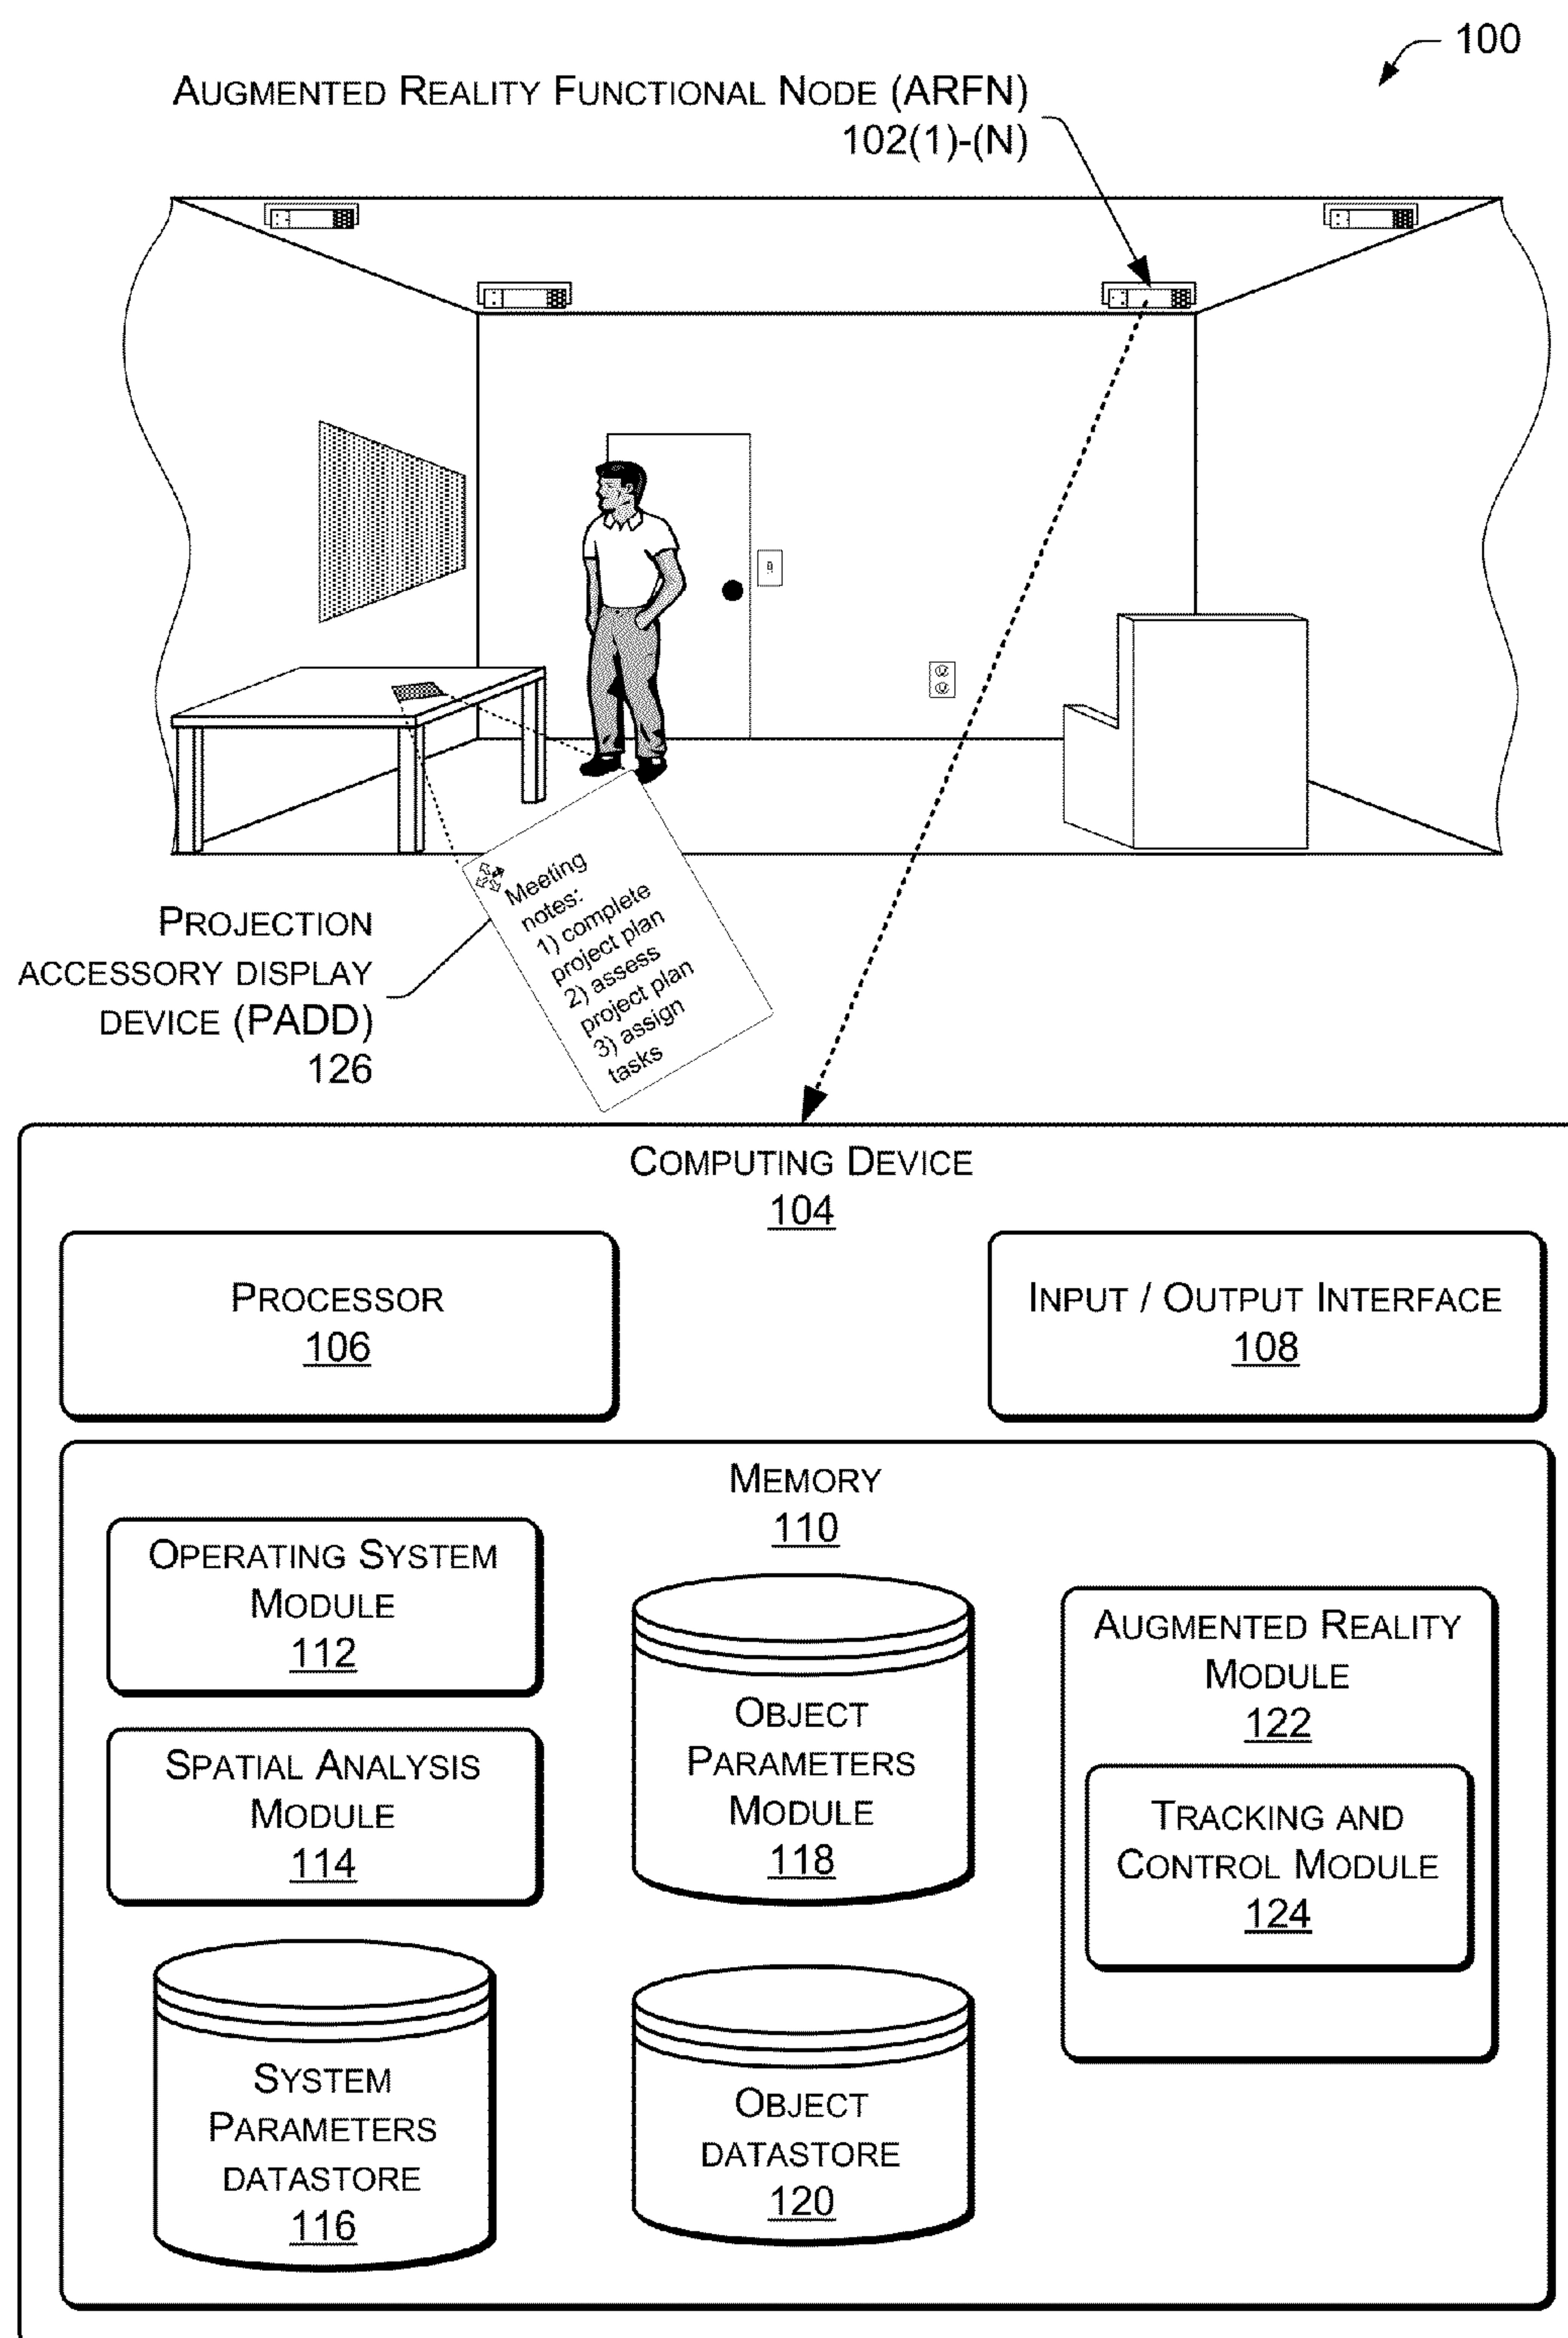 100
AUGMENTED REALITY FUNCTIONAL NODE (ARFN)
102(1)-(N)
Meeting
notes:
1) complete
project plan
2) assess
project plan
3) assign
tasks
PROJECTION
ACCESSORY DISPLAY
DEVICE (PADD)
126
COMPUTING DEVICE
104
PROCESSOR
106
INPUT / OUTPUT INTERFACE
108
MEMORY
110
OPERATING SYSTEM
MODULE
112
SPATIAL ANALYSIS
MODULE
114
SYSTEM
PARAMETERS
DATASTORE
116
OBJECT
PARAMETERS
MODULE
118
OBJECT
DATASTORE
120
AUGMENTED REALITY
MODULE
122
TRACKING AND
CONTROL MODULE
124